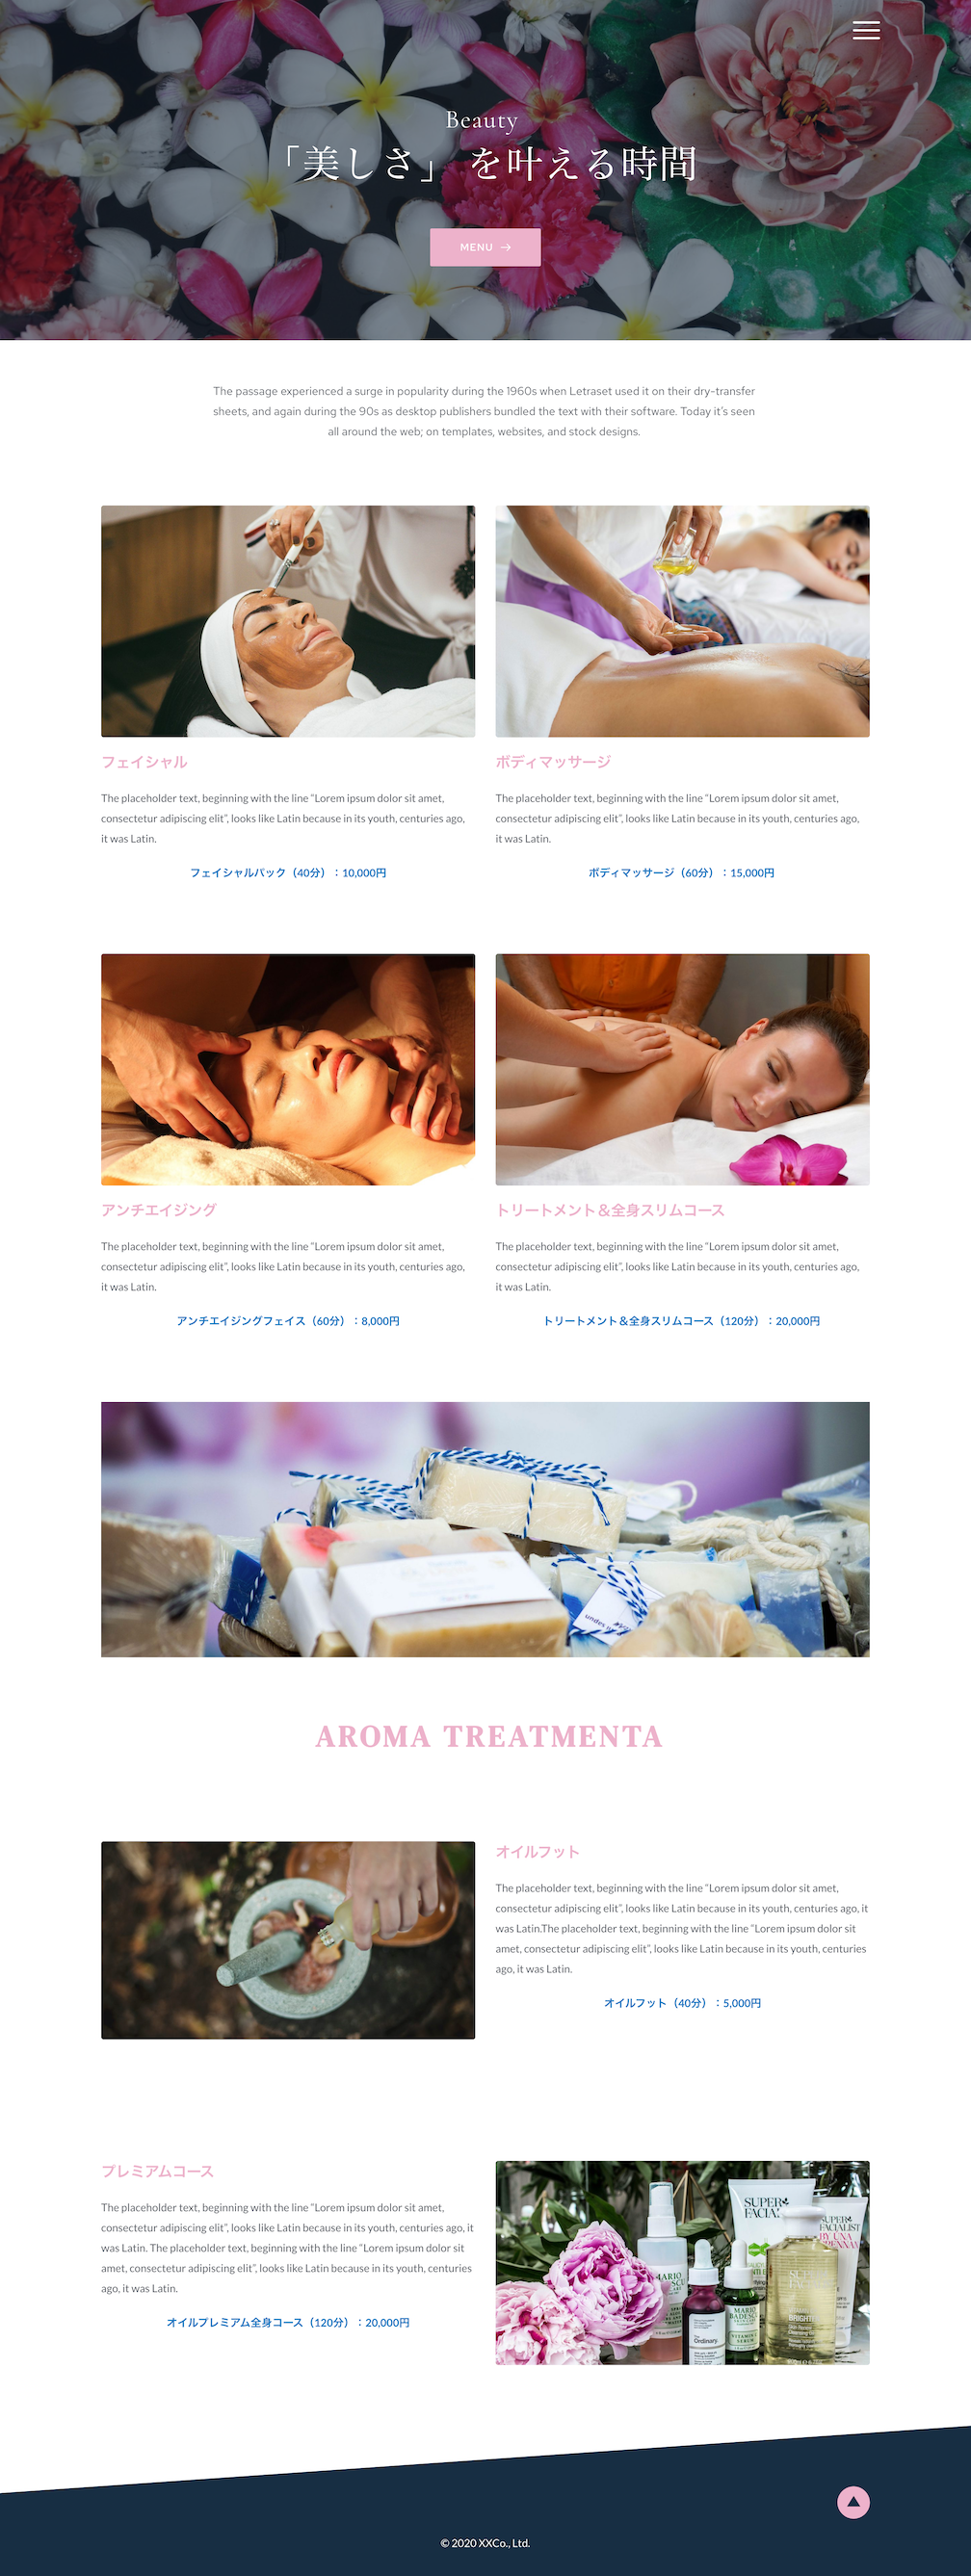 Beauty
「美しさ」 を叶える時間
MENU →
The passage experienced a surge in popularity during the 1960s when Letraset used it on their dry-transfer
sheets, and again during the 90s as desktop publishers bundled the text with their software. Today it's seen
all around the web; on templates, websites, and stock designs.
フェイシャル
The placeholder text, beginning with the line “Lorem ipsum dolor sit amet,
consectetur adipiscing elit”, looks like Latin because in its youth, centuries ago,
it was Latin.
フェイシャルパック（40分）：10,000円
ボディマッサージ
The placeholder text, beginning with the line “Lorem ipsum dolor sit amet,
consectetur adipiscing elit”, looks like Latin because in its youth, centuries ago,
it was Latin.
ボディマッサージ（60分）：15,000円
アンチエイジング
The placeholder text, beginning with the line “Lorem ipsum dolor sit amet,
consectetur adipiscing elit”, looks like Latin because in its youth, centuries ago,
it was Latin.
アンチエイジングフェイス（60分）：8,000円
トリートメント＆全身スリムコース
The placeholder text, beginning with the line “Lorem ipsum dolor sit amet,
consectetur adipiscing elit”, looks like Latin because in its youth, centuries ago,
it was Latin.
トリートメント＆全身スリムコース（120分）：20,000円
AROMA TREATMENTA
オイルフット
The placeholder text, beginning with the line “Lorem ipsum dolor sit amet,
consectetur adipiscing elit”, looks like Latin because in its youth, centuries ago, it
was Latin.The placeholder text, beginning with the line “Lorem ipsum dolor sit
amet, consectetur adipiscing elit”, looks like Latin because in its youth, centuries
ago, it was Latin.
オイルフット（40分）：5,000円
プレミアムコース
The placeholder text, beginning with the line “Lorem ipsum dolor sit amet,
consectetur adipiscing elit”, looks like Latin because in its youth, centuries ago, it
was Latin. The placeholder text, beginning with the line “Lorem ipsum dolor sit
amet, consectetur adipiscing elit”, looks like Latin because in its youth, centuries
ago, it was Latin.
オイルプレミアム全身コース（120分）：20,000円
SUPER
FACIAL
SUPER
FACIALIST
BY UNA
BRENNAN
MARIO
MARIO
BADESCU
VITAMIN C
SERUM
The
Ordinary.
© 2020 XXCo., Ltd.